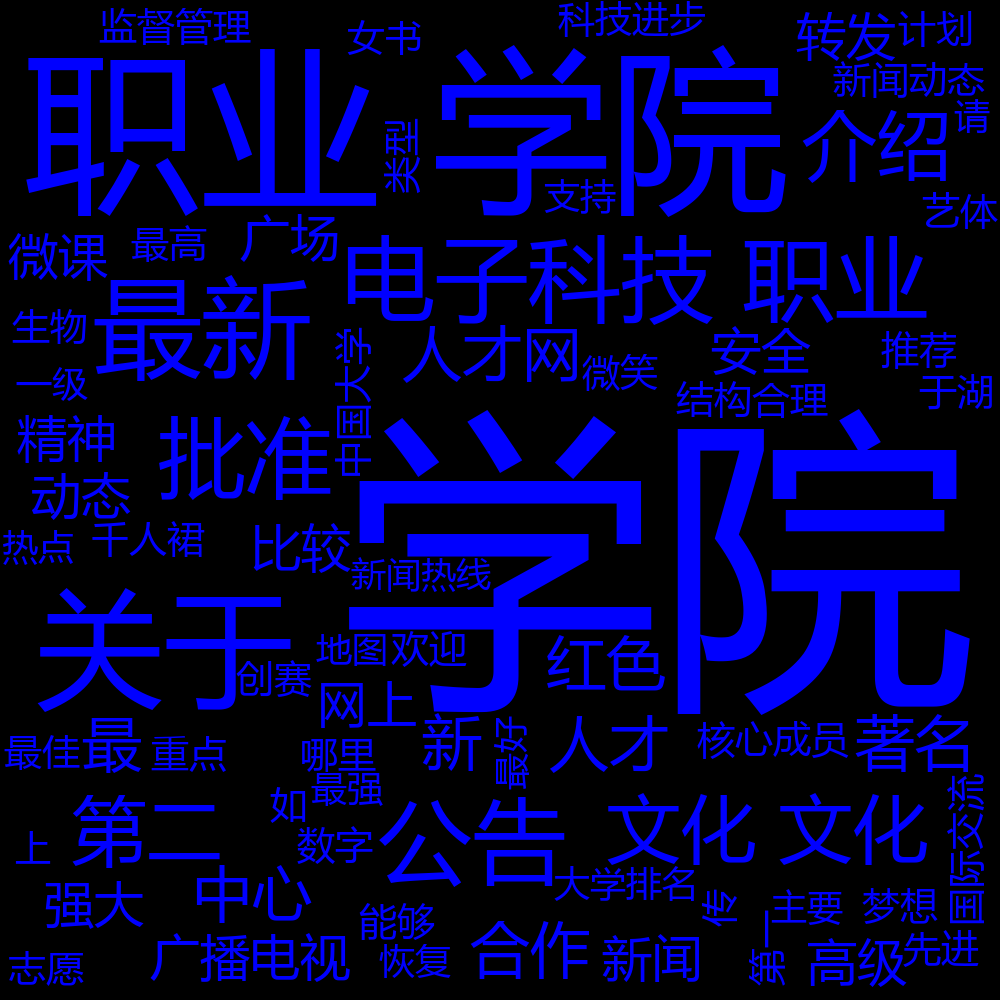 监督管理
女书
科技进步
转发
计划
新闻动态
职业
学院
类型
介绍
请
支持
艺体
微课
最高
广场
电子科技
职业
最新
生物
人才网
微笑
安全
推荐
一级
中国大学
结构合理
于湖
精神
批准
学院
动态
热点
千人裙
比较
新闻热线
关于
创赛
地图
欢迎
红色
网上
最佳
最
重点
哪里
新
最好
人才
核心成员
著名
最强
如
第二
数字
公告
文化
文化
国际交流
上
强大
中心
大学排名
能够
传
主要
梦想
志愿
广播电视
恢复
合作
新闻
第一
高级
先进